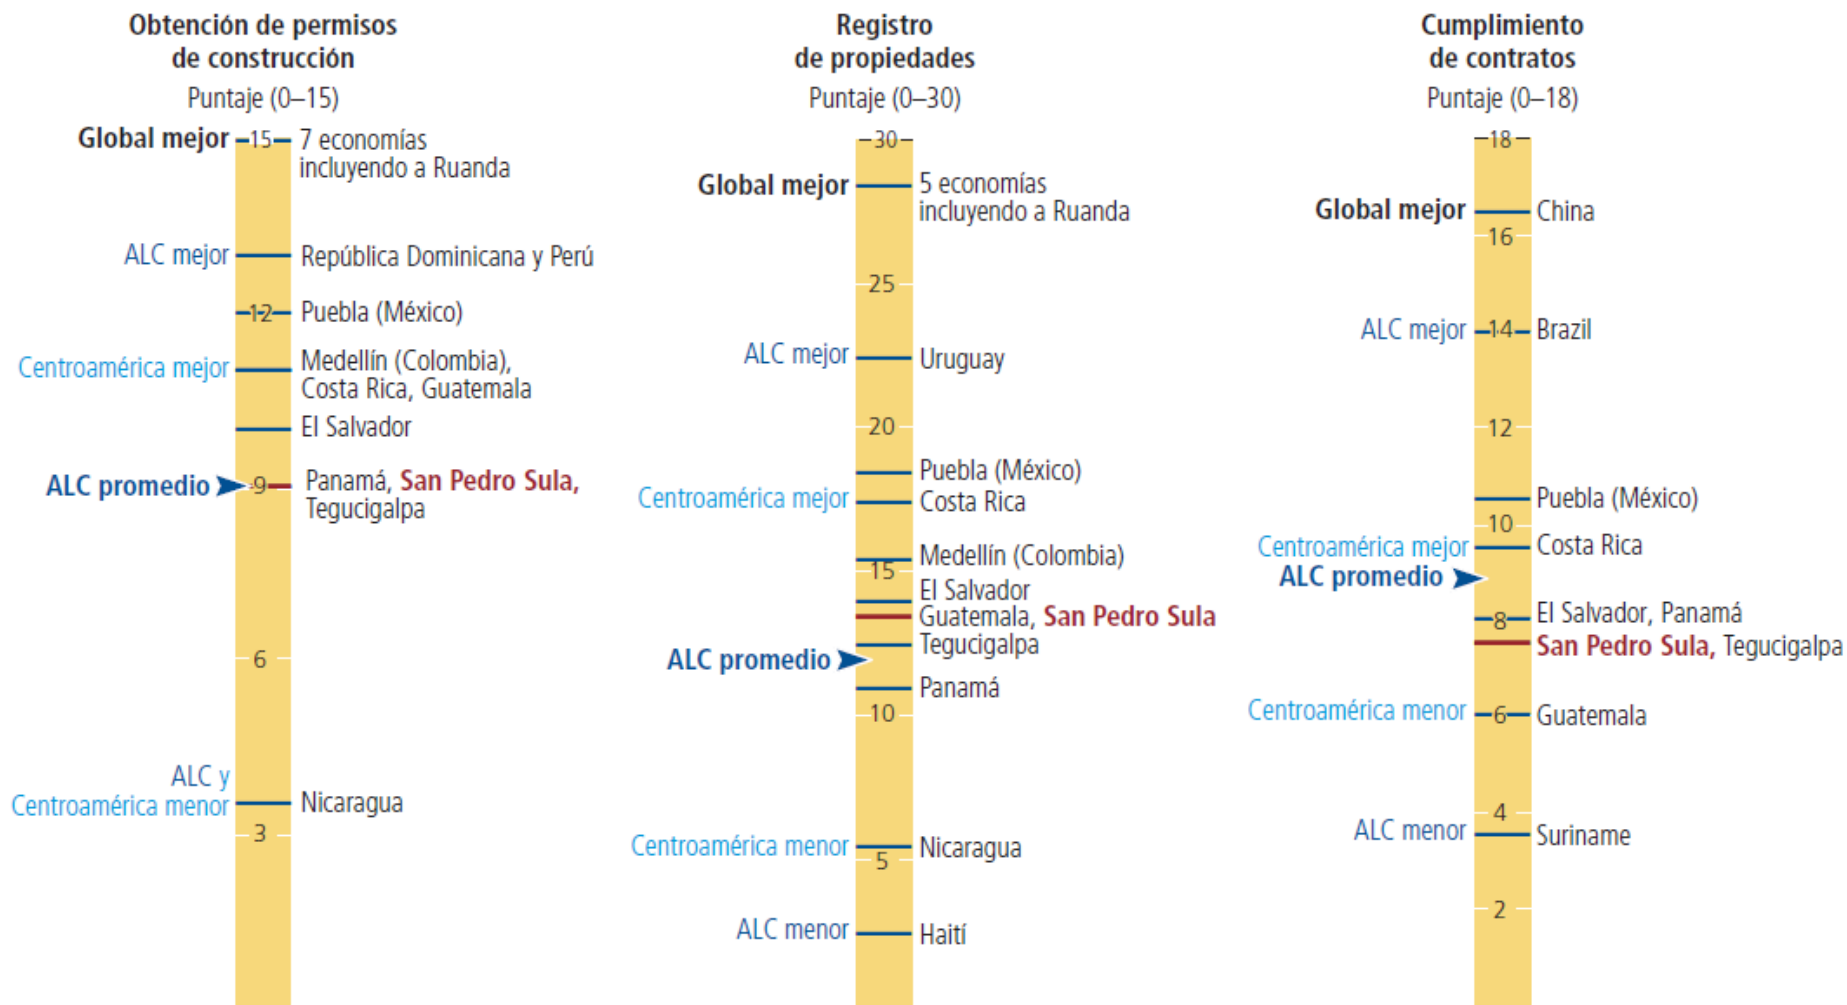 Obtención de permisos
de construcción
Puntaje (0–15)
Global mejor
15
7 economías
incluyendo a Ruanda
ALC mejor
República Dominicana y Perú
12
Puebla (México)
Centroamérica mejor
Medellín (Colombia),
Costa Rica, Guatemala
El Salvador
ALC promedio
9
Panamá, San Pedro Sula,
Tegucigalpa
6
ALC y
Centroamérica menor
Nicaragua
3
Registro
de propiedades
Puntaje (0–30)
30
Global mejor
5 economías
incluyendo a Ruanda
25
ALC mejor
Uruguay
20
Puebla (México)
Centroamérica mejor
Costa Rica
Medellín (Colombia)
15
El Salvador
Guatemala, San Pedro Sula
Tegucigalpa
ALC promedio
Panamá
10
Centroamérica menor
Nicaragua
5
ALC menor
Haití
Cumplimiento
de contratos
Puntaje (0–18)
18
Global mejor
China
16
ALC mejor
14
Brazil
12
Puebla (México)
10
Centroamérica mejor
Costa Rica
ALC promedio
El Salvador, Panamá
8
San Pedro Sula, Tegucigalpa
Centroamérica menor
6
Guatemala
4
ALC menor
Suriname
2